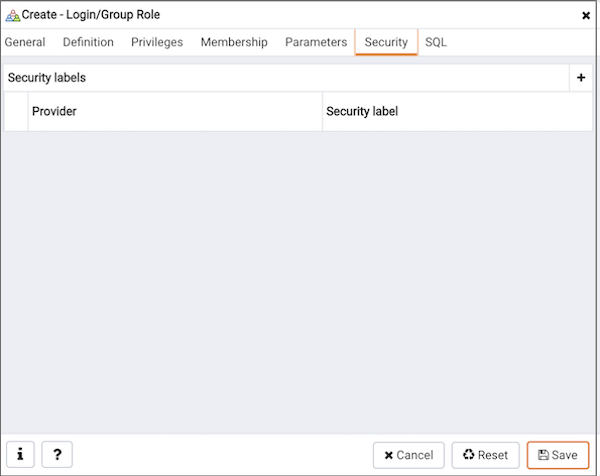 Create - Login/Group Role
General Definition Privileges Membership Parameters Security SQL
Security labels +
Provider Security label
i ? Cancel Reset Save